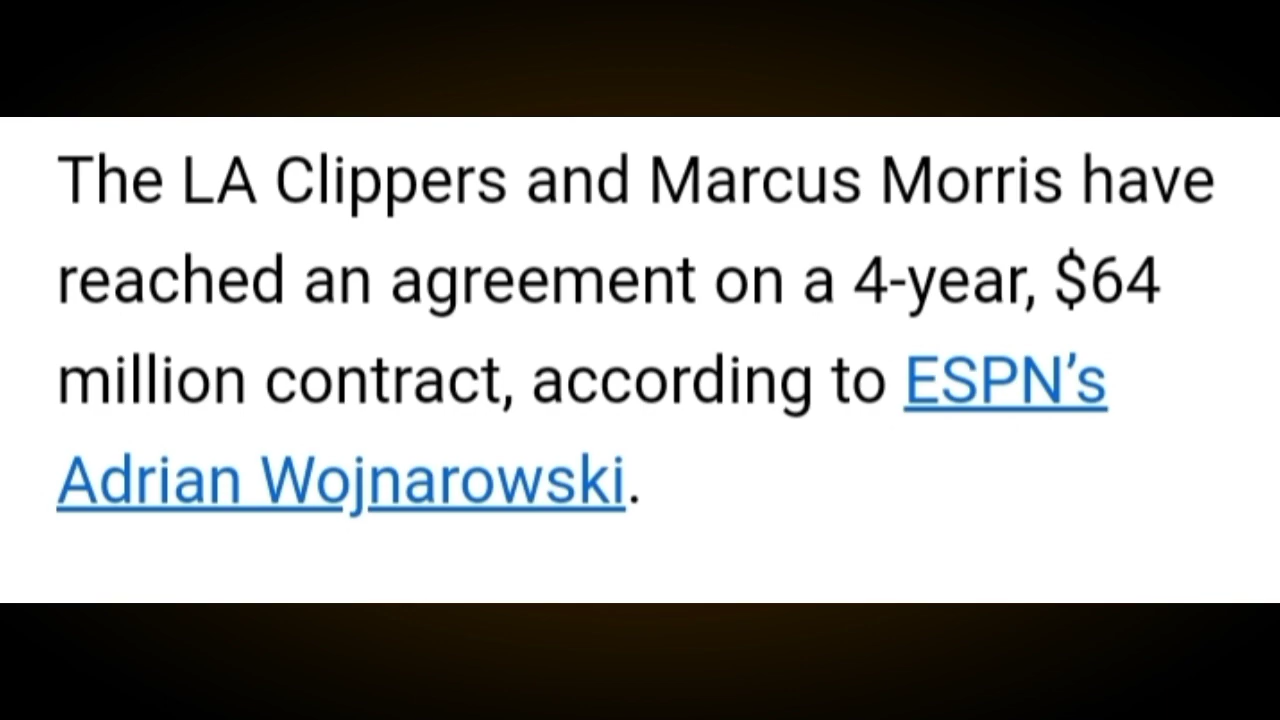 The LA Clippers and Marcus Morris have
reached an agreement on a 4-year, $64
million contract, according to ESPN’s
Adrian Wojnarowski.